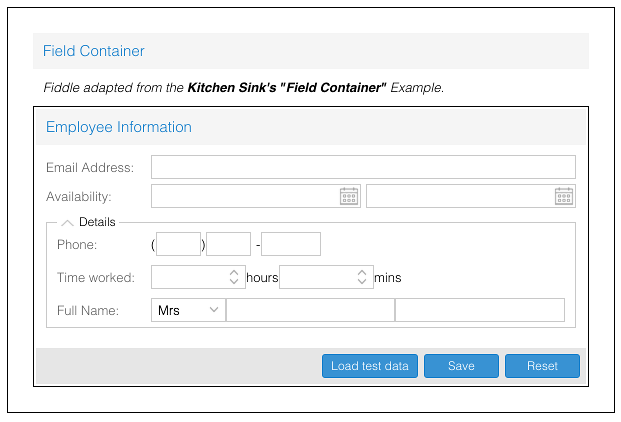 Field Container
Fiddle adapted from the Kitchen Sink's "Field Container" Example.
Employee Information
Email Address:
Availability:
Details
Phone: ( ) -
Time worked: hours mins
Full Name: Mrs
Load test data Save Reset